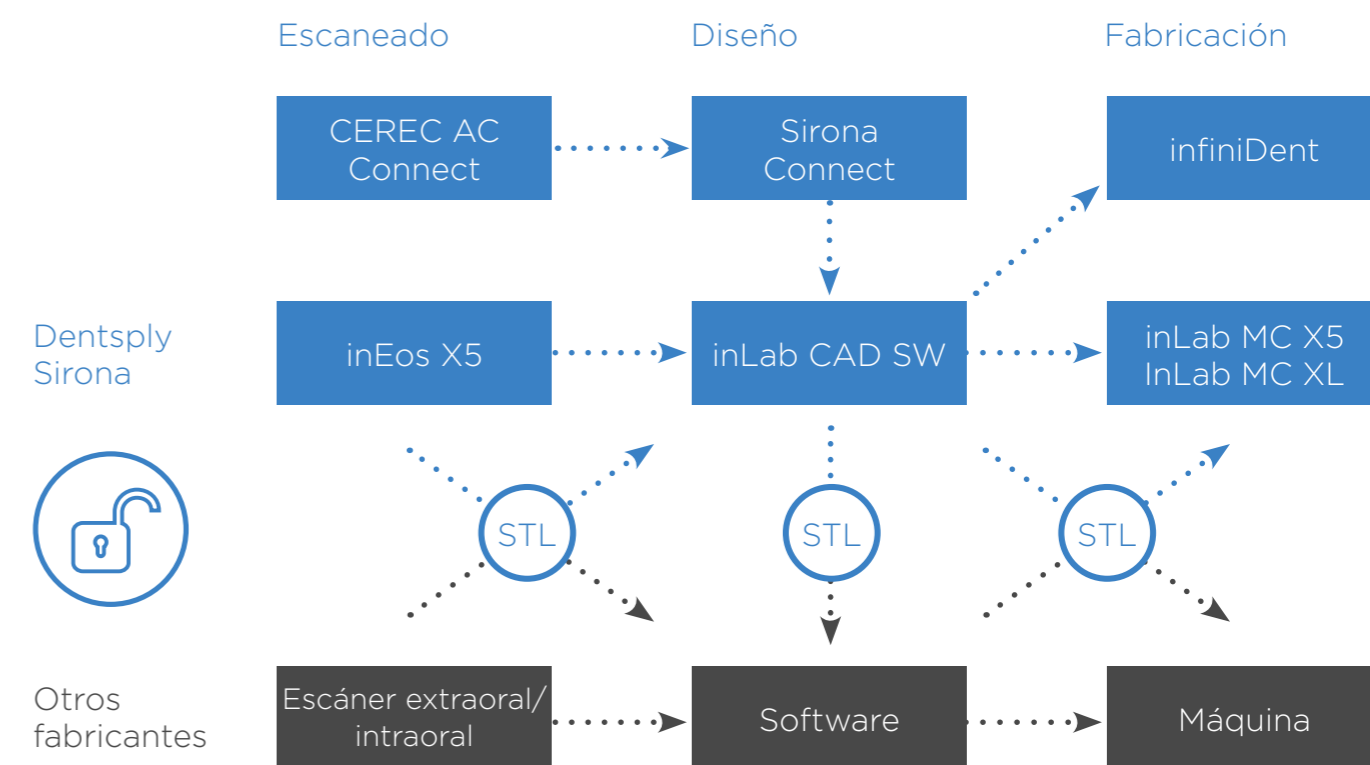 Escaneado
Diseño
Fabricación
CEREC AC
Connect
Sirona
Connect
infiniDent
Dentsply
Sirona
inEos X5
inLab CAD SW
inLab MC X5
InLab MC XL
STL
STL
STL
Otros
fabricantes
Escáner extraoral/
intraoral
Software
Máquina